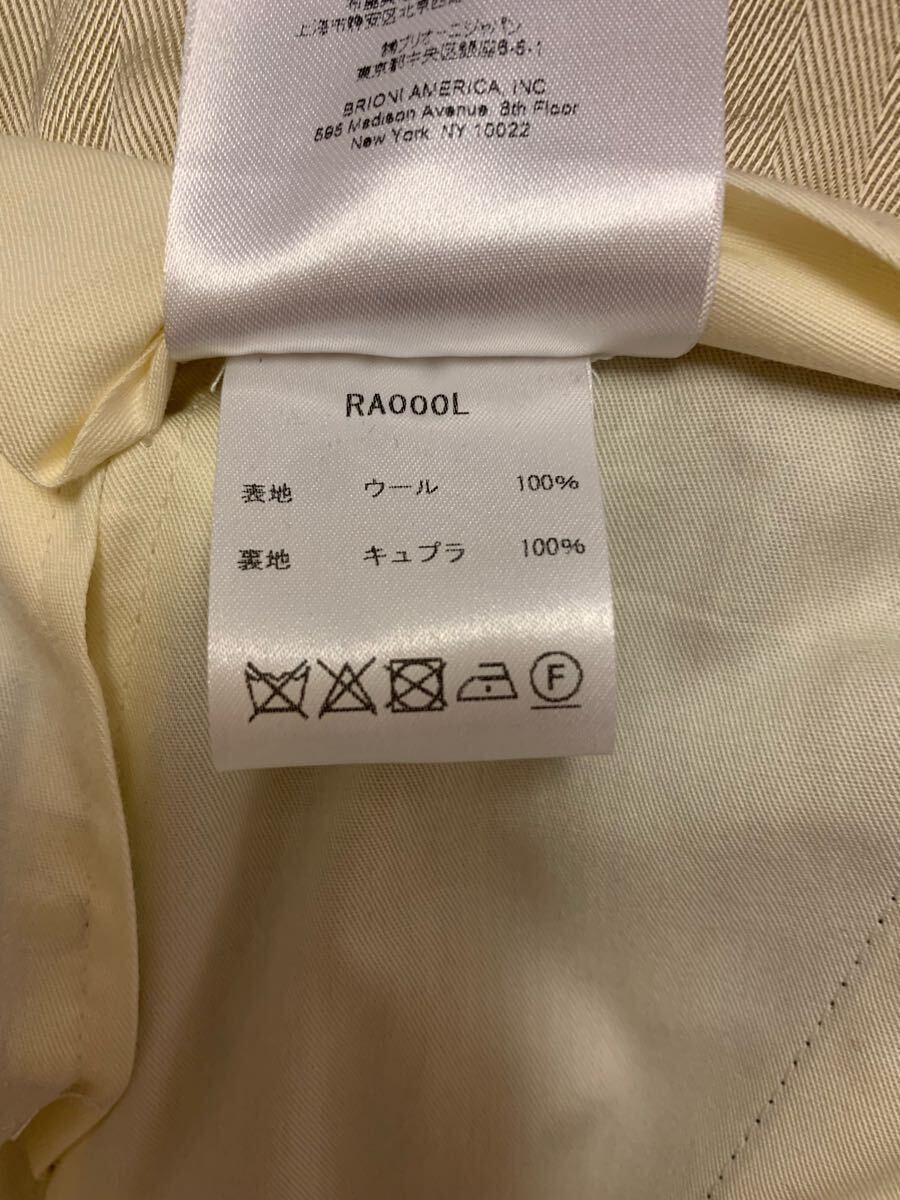 上海市静安区北京西
㈱ブリオーニジャパン
東京都中央区銀座6-5-1
BRIONI AMERICA, INC
595 Madison Avenue, 8th Floor
New York, NY 10022
RA000L
表地 ウール 100%
裏地 キュプラ 100%
F